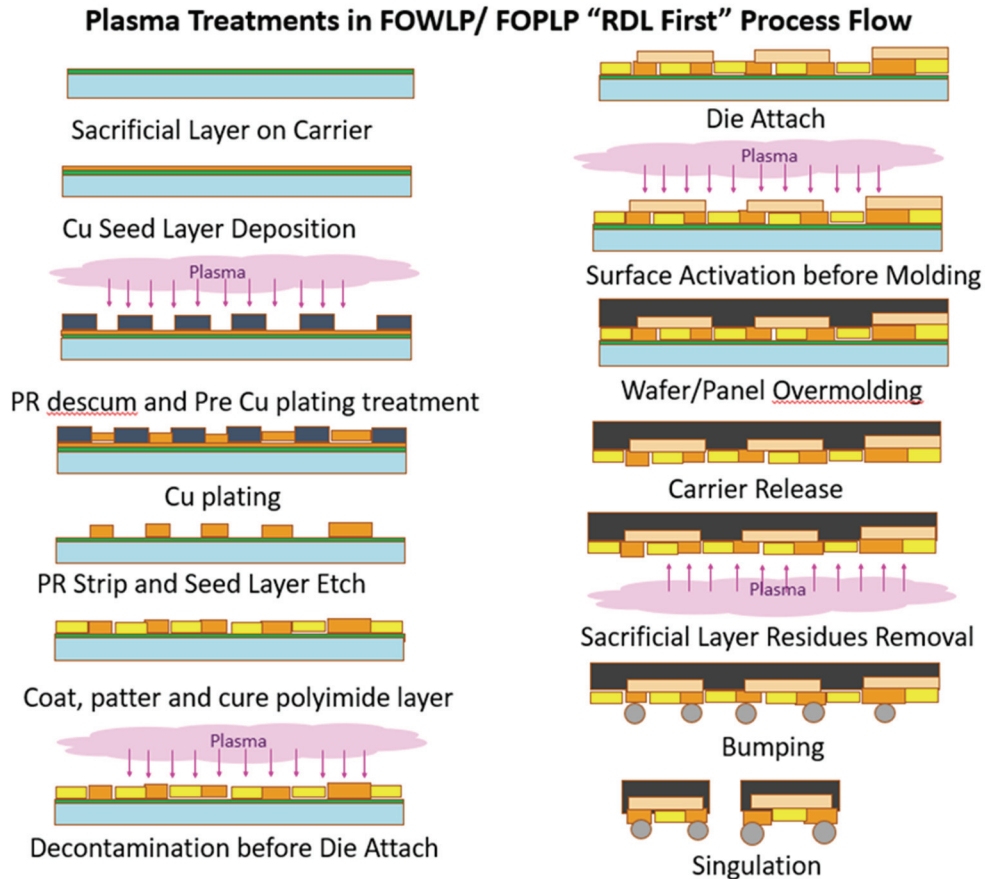 Plasma Treatments in FOWLP/ FOPLP “RDL First” Process Flow
Sacrificial Layer on Carrier
Cu Seed Layer Deposition
Plasma
PR descum and Pre Cu plating treatment
Cu plating
PR Strip and Seed Layer Etch
Coat, patter and cure polyimide layer
Plasma
Decontamination before Die Attach
Die Attach
Plasma
Surface Activation before Molding
Wafer/Panel Overmolding
Carrier Release
Plasma
Sacrificial Layer Residues Removal
Bumping
Singulation